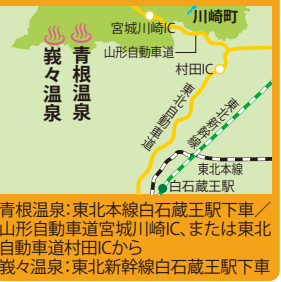 川崎町
宮城川崎IC
山形自動車道
村田IC
青根温泉
峩々温泉
東北自動車道
東北新幹線
東北本線
白石蔵王駅
青根温泉：東北本線白石蔵王駅下車／
山形自動車道宮城川崎IC、または東北
自動車道村田ICから
峩々温泉：東北新幹線白石蔵王駅下車